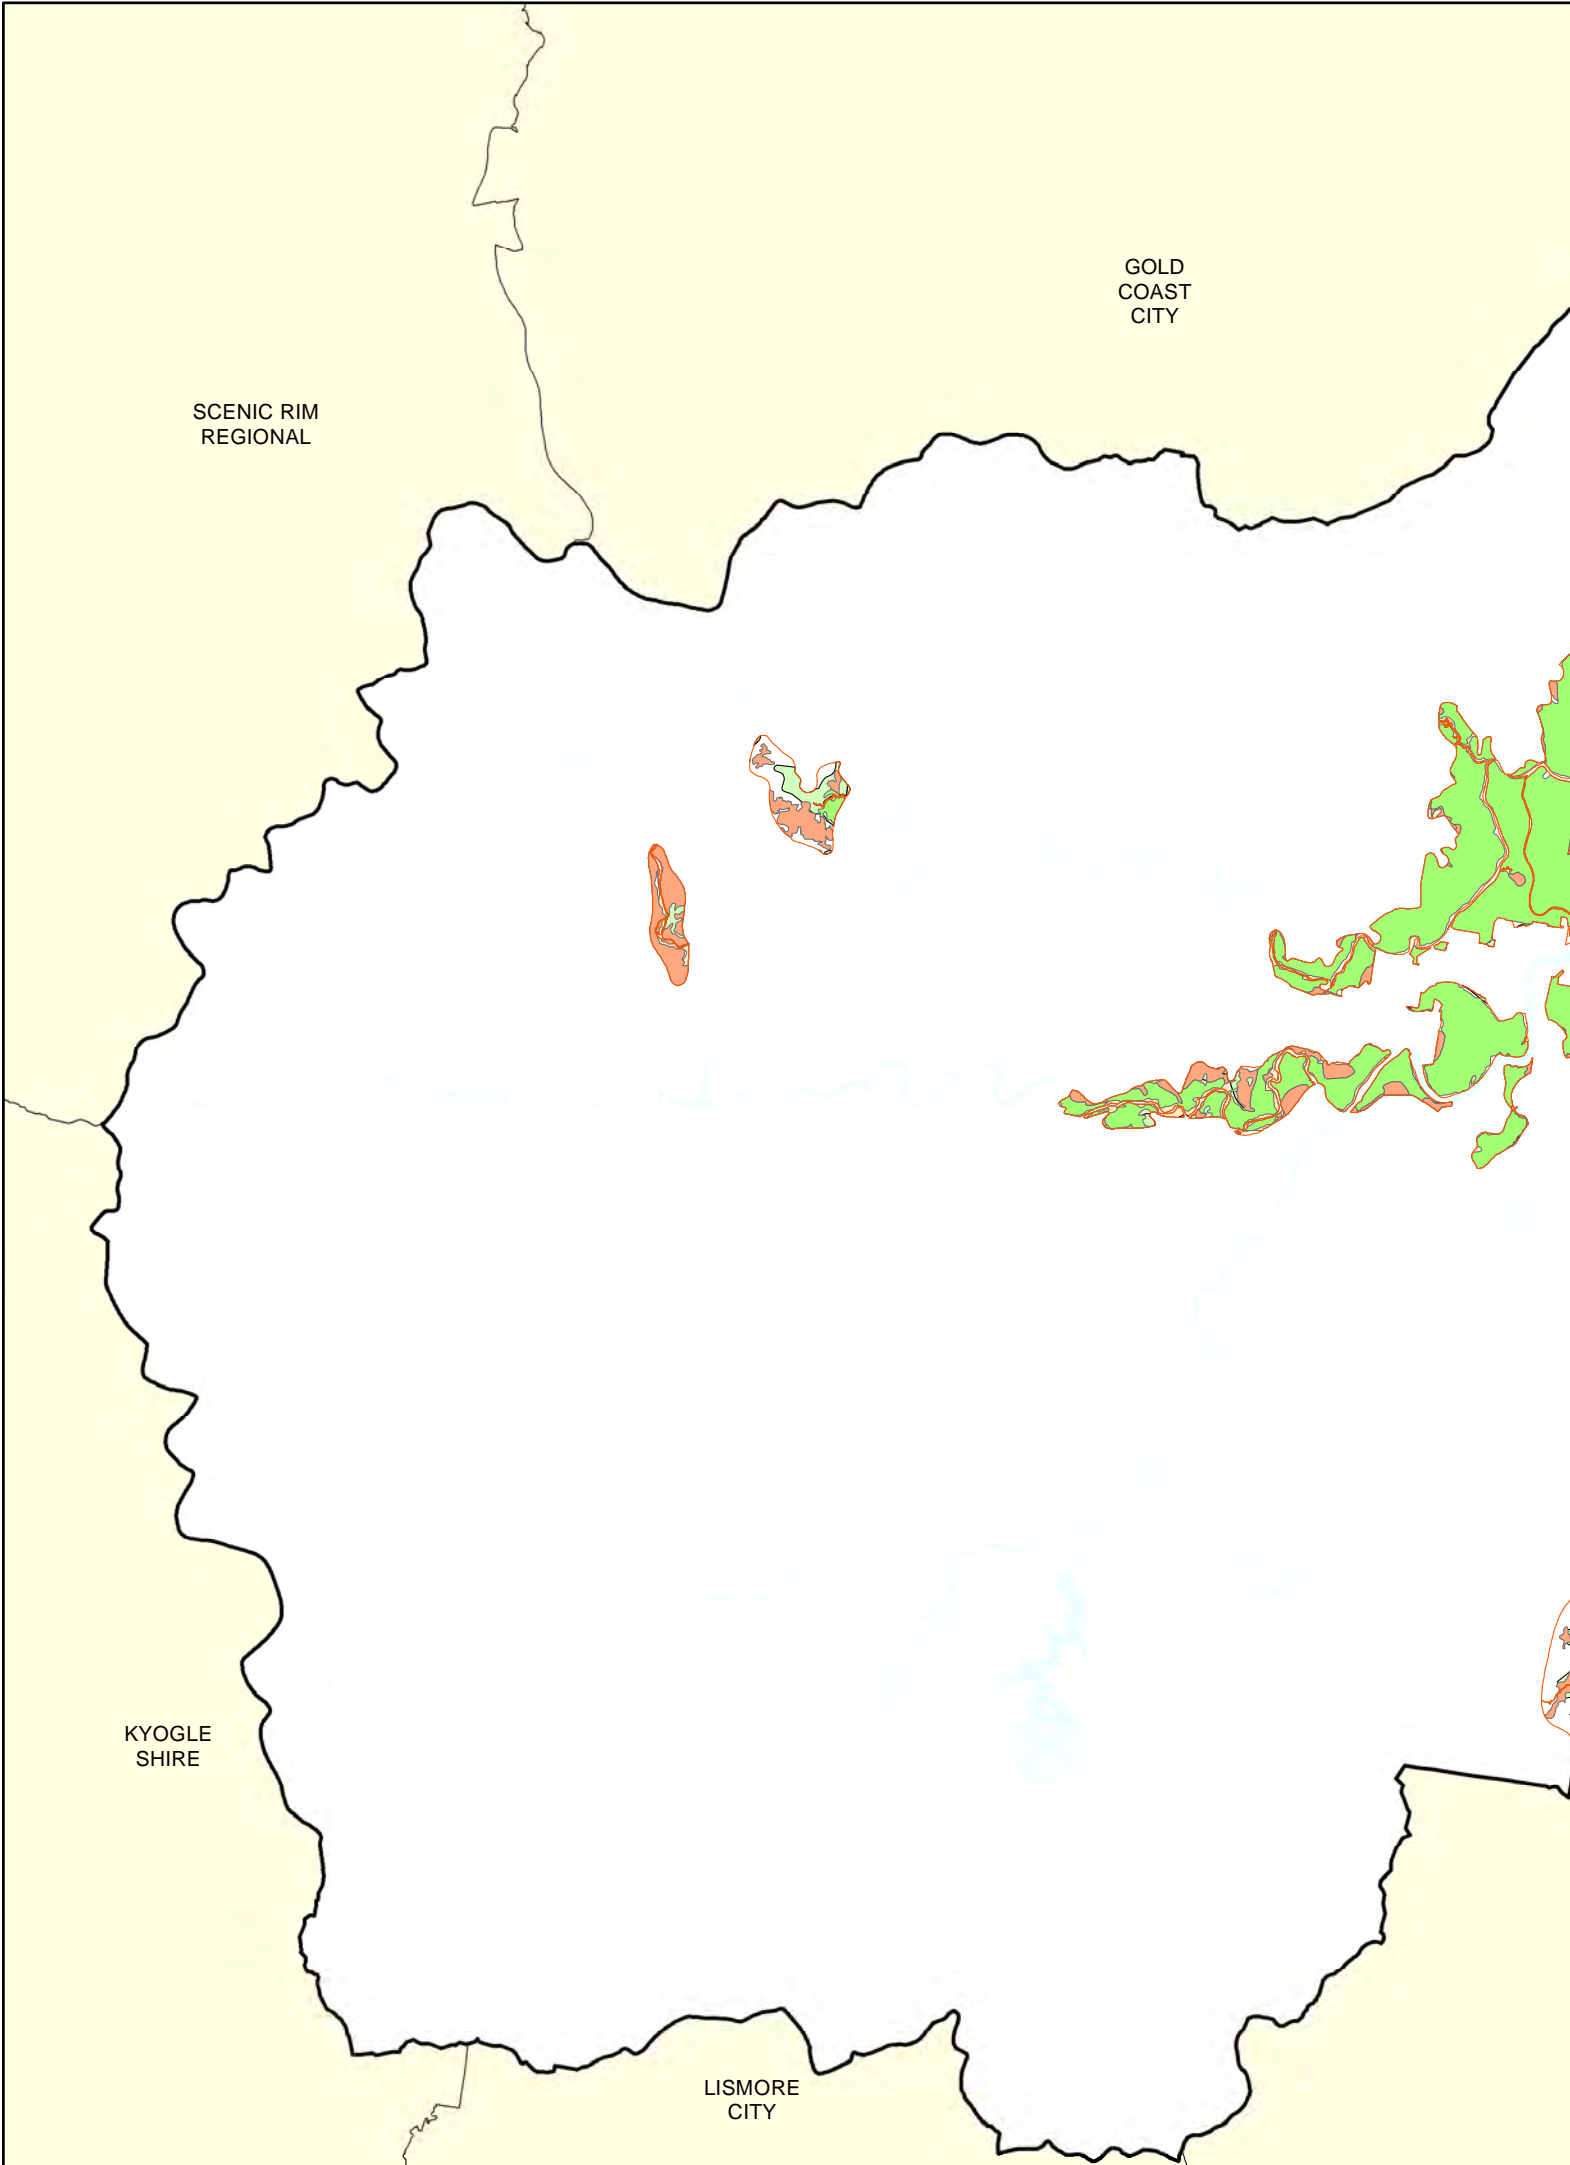 GOLD
COAST
CITY
SCENIC RIM
REGIONAL
KYOGLE
SHIRE
LISMORE
CITY